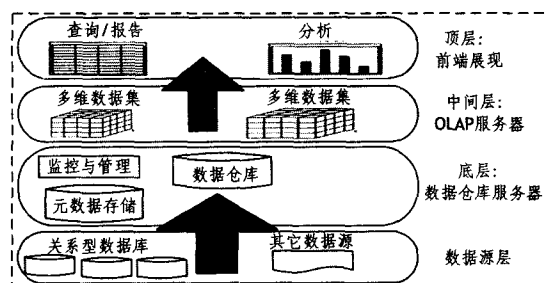 查询/报告
分析
顶层:
前端展现
多维数据集
多维数据集
中间层:
OLAP服务器
监控与管理
数据仓库
元数据存储
底层:
数据仓库服务器
关系型数据库
其它数据源
数据源层